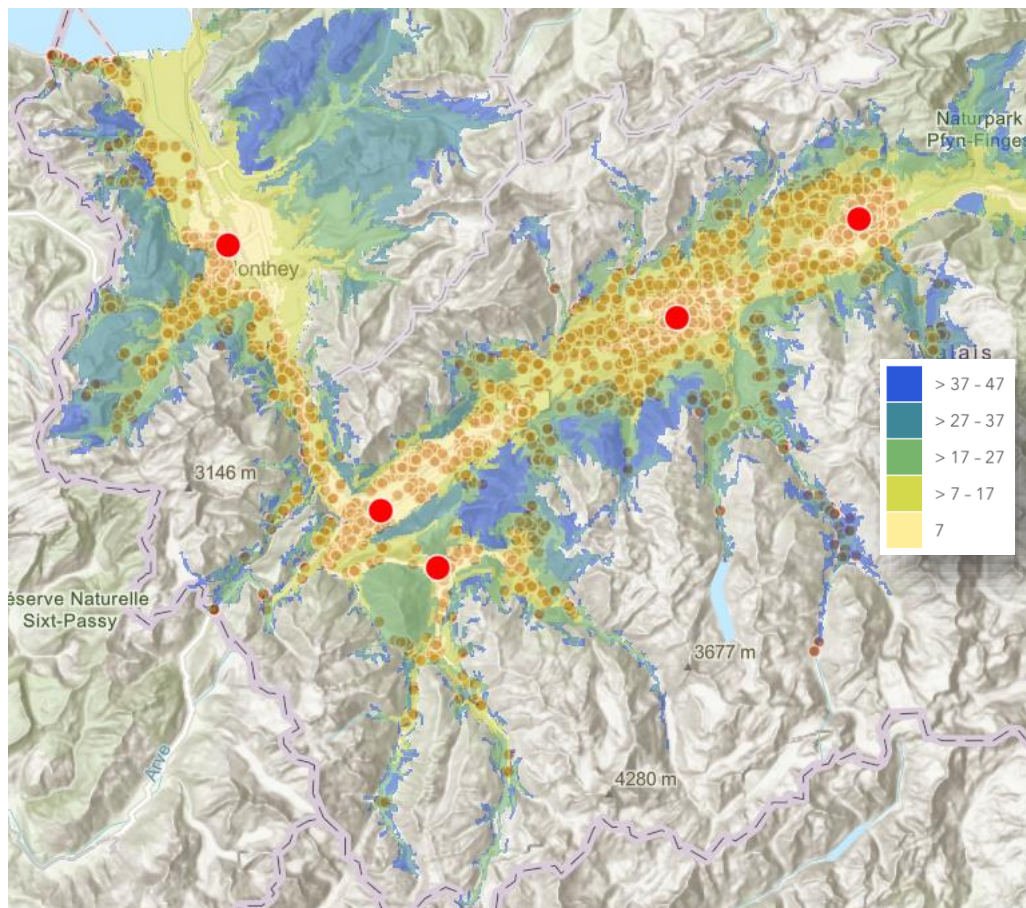 Naturpark
Pfyn-Finges
onthey
alais
> 37 - 47
> 27 - 37
> 17 - 27
> 7 - 17
7
3146 m
éserve Naturelle
Sixt-Passy
3677 m
Arve
4280 m